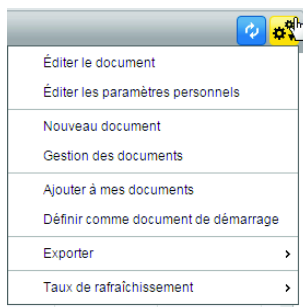 Éditer le document
Éditer les paramètres personnels
Nouveau document
Gestion des documents
Ajouter à mes documents
Définir comme document de démarrage
Exporter
Taux de rafraîchissement